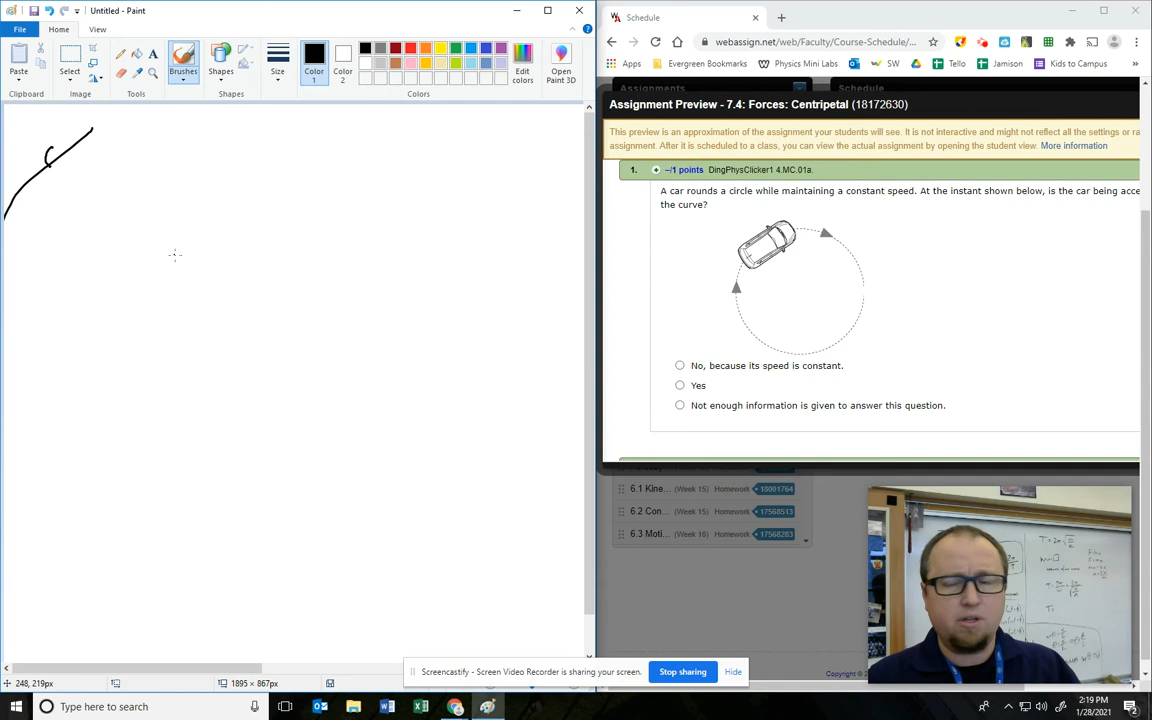 Untitled - Paint
File
Home
View
Paste
Select
Brushes
Shapes
Size
Color
1
Color
2
Edit
colors
Open
Paint 3D
Clipboard
Image
Tools
Shapes
Colors
248, 219px
1895 × 867px
Schedule
webassign.net/web/Faculty/Course-Schedule/...
Apps
Evergreen Bookmarks
Physics Mini Labs
SW
Tello
Jamison
Kids to Campus
Assignments
Schedule
Assignment Preview - 7.4: Forces: Centripetal (18172630)
This preview is an approximation of the assignment your students will see. It is not interactive and might not reflect all the settings or ra
assignment. After it is scheduled to a class, you can view the actual assignment by opening the student view. More information
1.
–/1 points DingPhysClicker1 4.MC.01a.
A car rounds a circle while maintaining a constant speed. At the instant shown below, is the car being acce
the curve?
No, because its speed is constant.
Yes
Not enough information is given to answer this question.
6.1 Kine... (Week 15) Homework 18001764
6.2 Con... (Week 15) Homework 17568513
6.3 Moti... (Week 16) Homework 17568283
Screencastify - Screen Video Recorder is sharing your screen.
Stop sharing
Hide
Copyright ©
Type here to search
2:19 PM
1/28/2021